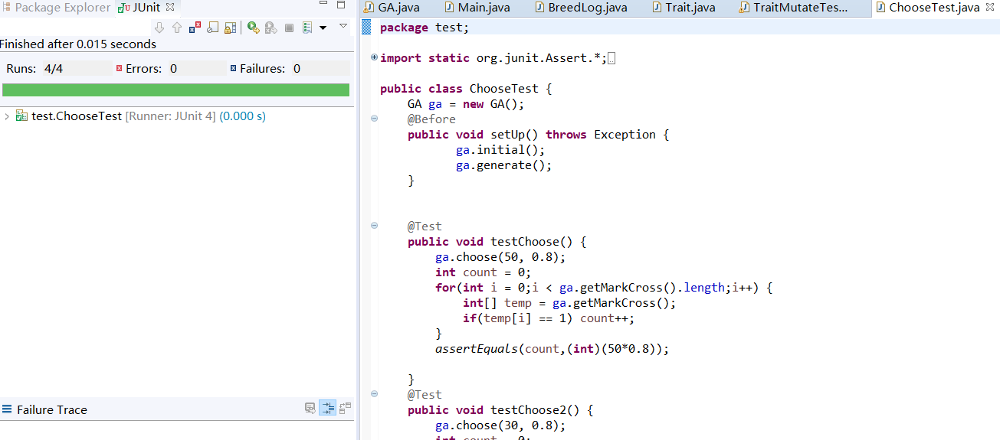 Package Explorer JUnit
Finished after 0.015 seconds
Runs: 4/4 Errors: 0 Failures: 0
test.ChooseTest [Runner: JUnit 4] (0.000 s)
Failure Trace
GA.java Main.java BreedLog.java Trait.java TraitMutateTes... ChooseTest.java
package test;
import static org.junit.Assert.*;
public class ChooseTest {
GA ga = new GA();
@Before
public void setUp() throws Exception {
ga.initial();
ga.generate();
}
@Test
public void testChoose() {
ga.choose(50, 0.8);
int count = 0;
for(int i = 0;i < ga.getMarkCross().length;i++) {
int[] temp = ga.getMarkCross();
if(temp[i] == 1) count++;
}
assertEquals(count,(int)(50*0.8));
}
@Test
public void testChoose2() {
ga.choose(30, 0.8);
int count = 0;